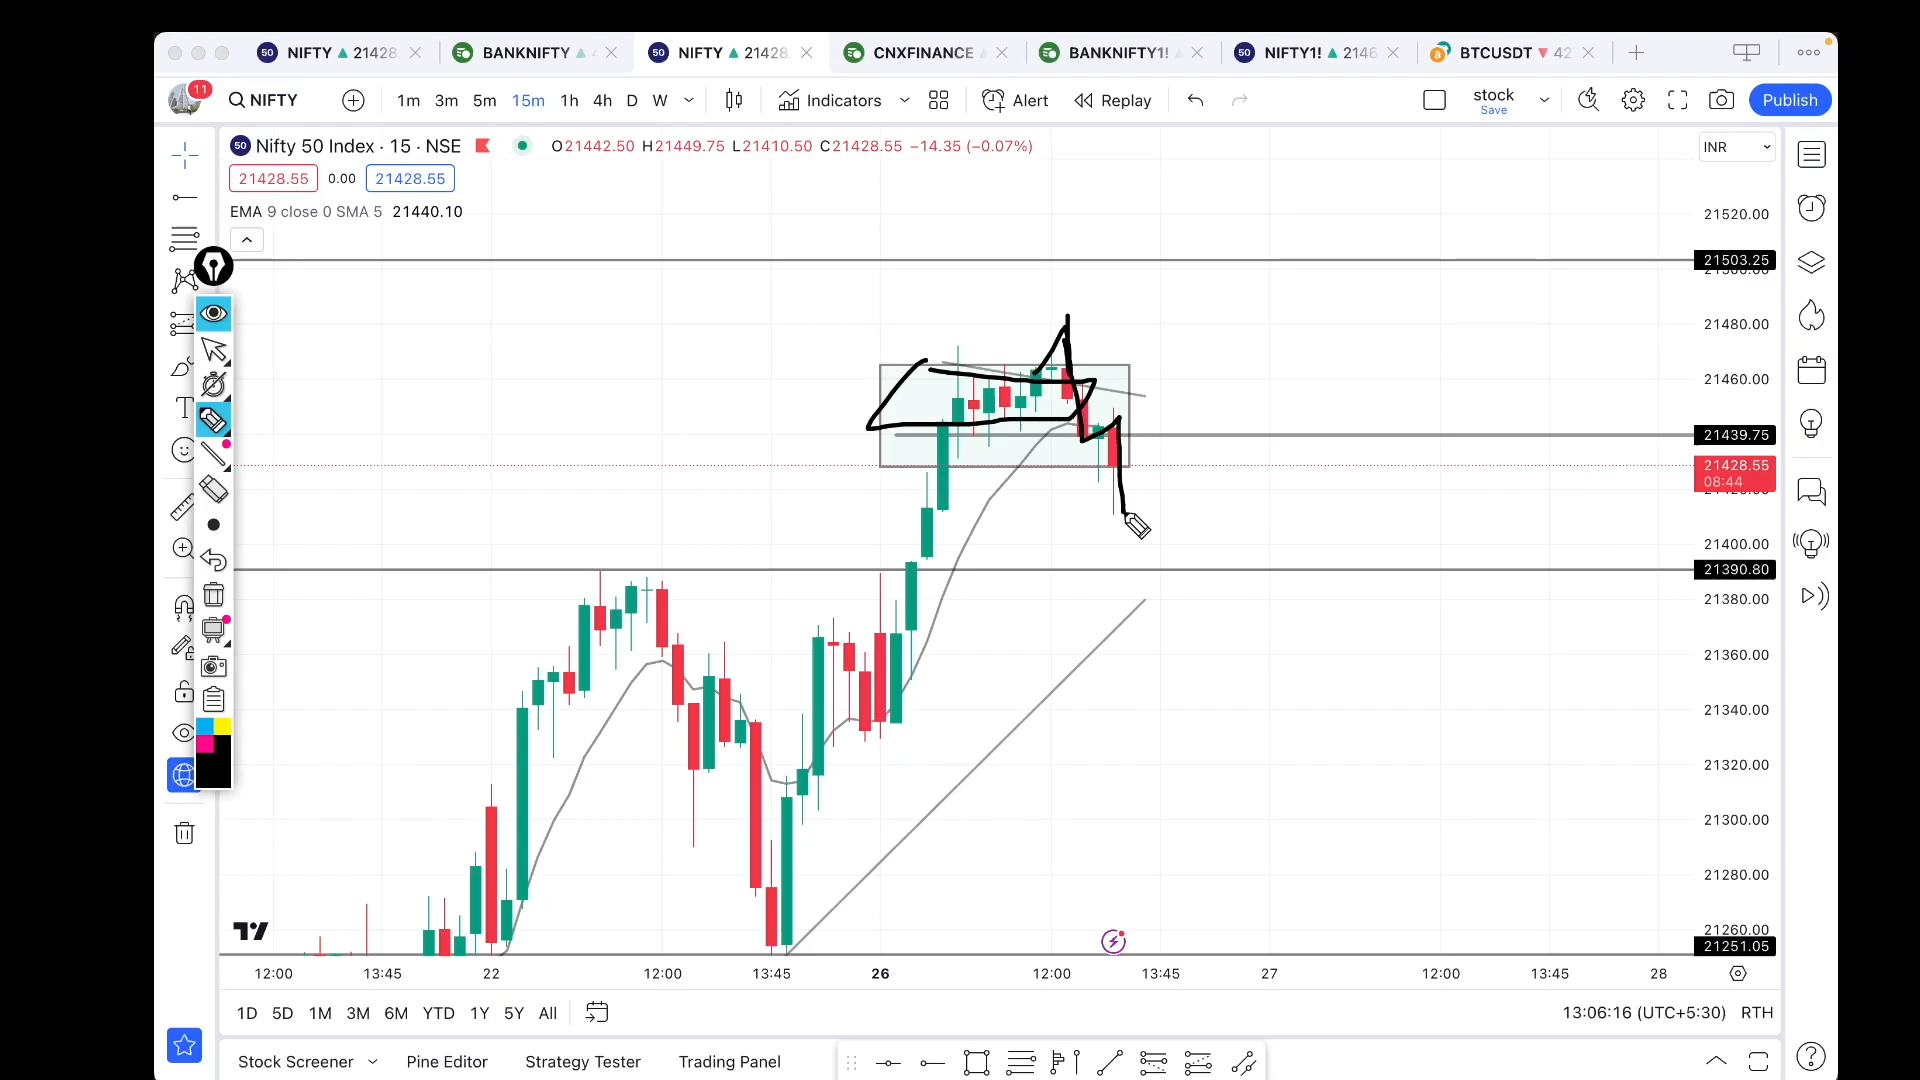 50 NIFTY 21428
BANKNIFTY
50 NIFTY 21428
CNXFINANCE
BANKNIFTY1!
50 NIFTY1! 2146
BTCUSDT 42
11
NIFTY
1m 3m 5m 15m 1h 4h D W
Indicators
Alert
Replay
stock
Save
Publish
50 Nifty 50 Index · 15 · NSE
O21442.50 H21449.75 L21410.50 C21428.55 −14.35 (−0.07%)
INR
21428.55 0.00 21428.55
EMA 9 close 0 SMA 5 21440.10
21520.00
21503.25
21480.00
21460.00
21439.75
21428.55
08:44
21400.00
21390.80
21380.00
21360.00
21340.00
21320.00
21300.00
21280.00
21260.00
21251.05
12:00 13:45 22 12:00 13:45 26 12:00 13:45 27 12:00 13:45 28
1D 5D 1M 3M 6M YTD 1Y 5Y All
13:06:16 (UTC+5:30) RTH
Stock Screener Pine Editor Strategy Tester Trading Panel